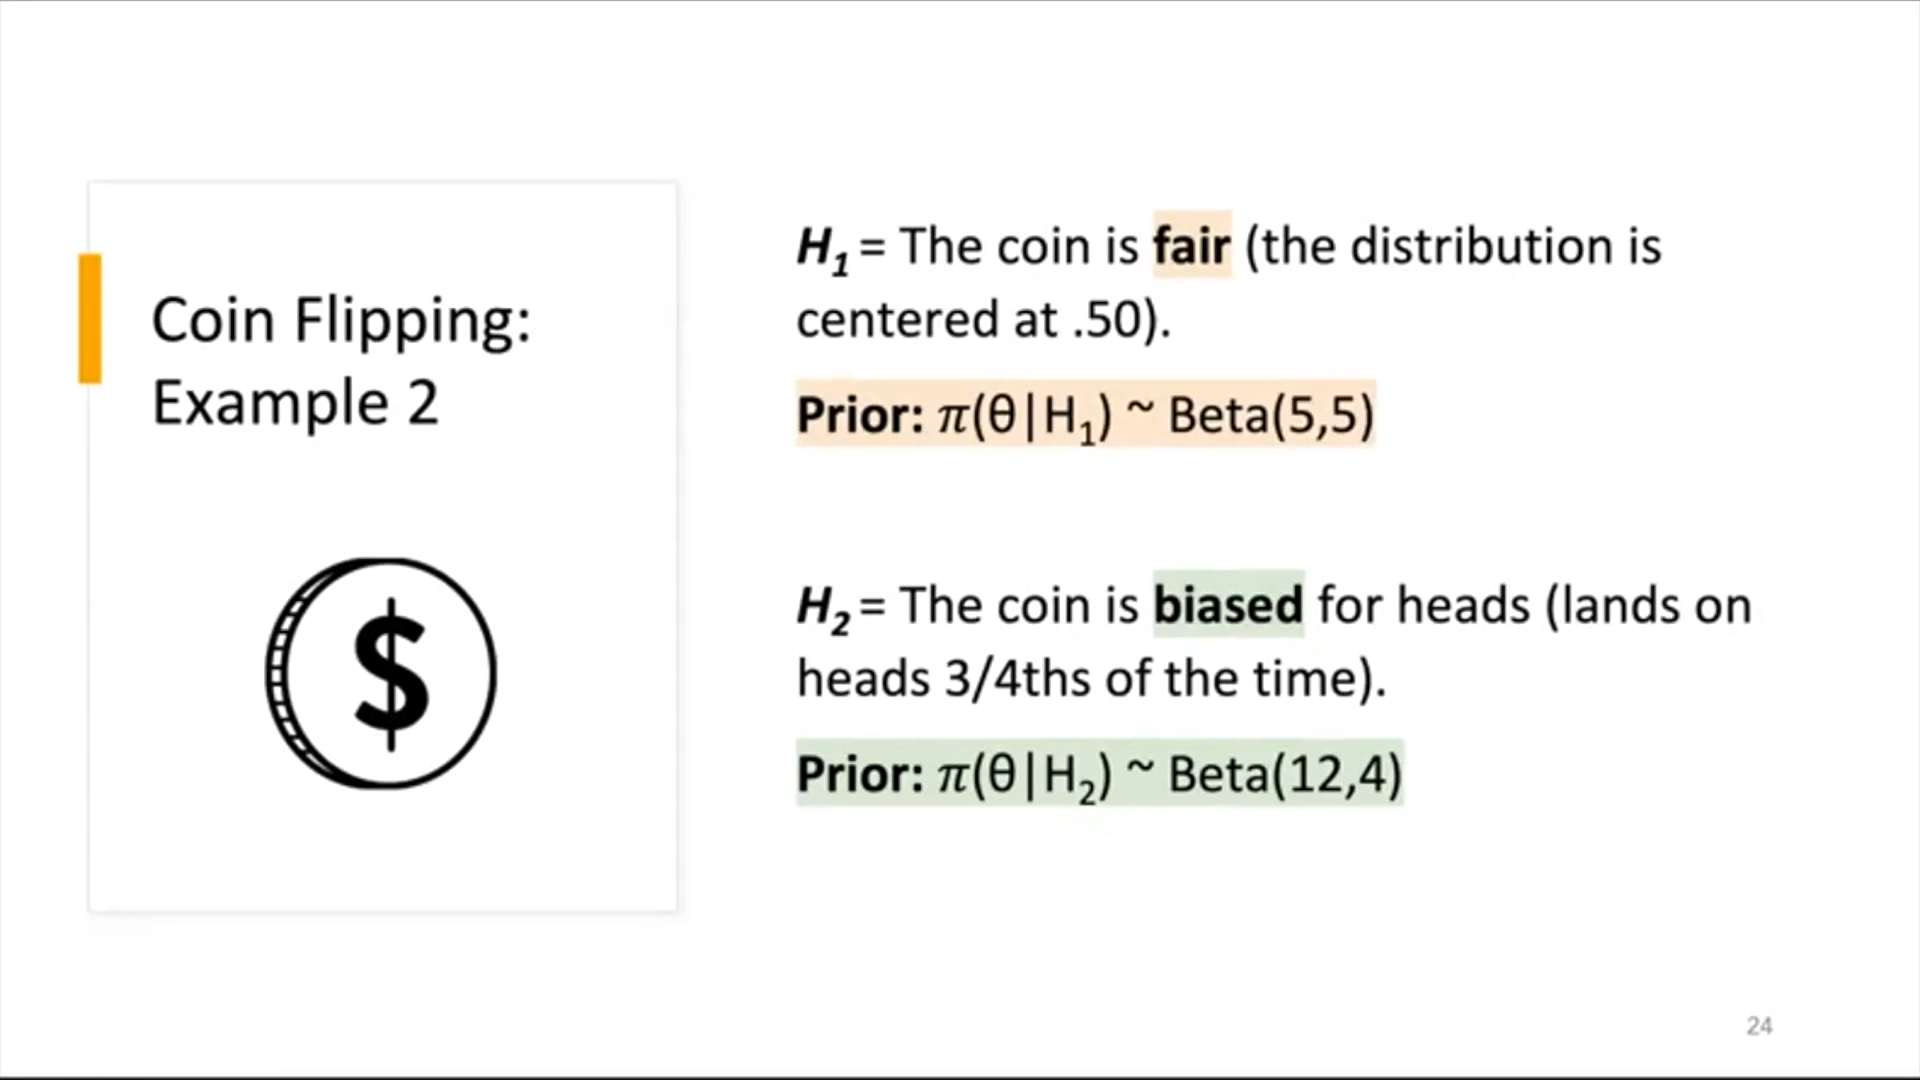 Coin Flipping:
Example 2
$
H₁ = The coin is fair (the distribution is
centered at .50).
Prior: π(θ|H₁) ~ Beta(5,5)
H₂ = The coin is biased for heads (lands on
heads 3/4ths of the time).
Prior: π(θ|H₂) ~ Beta(12,4)
24